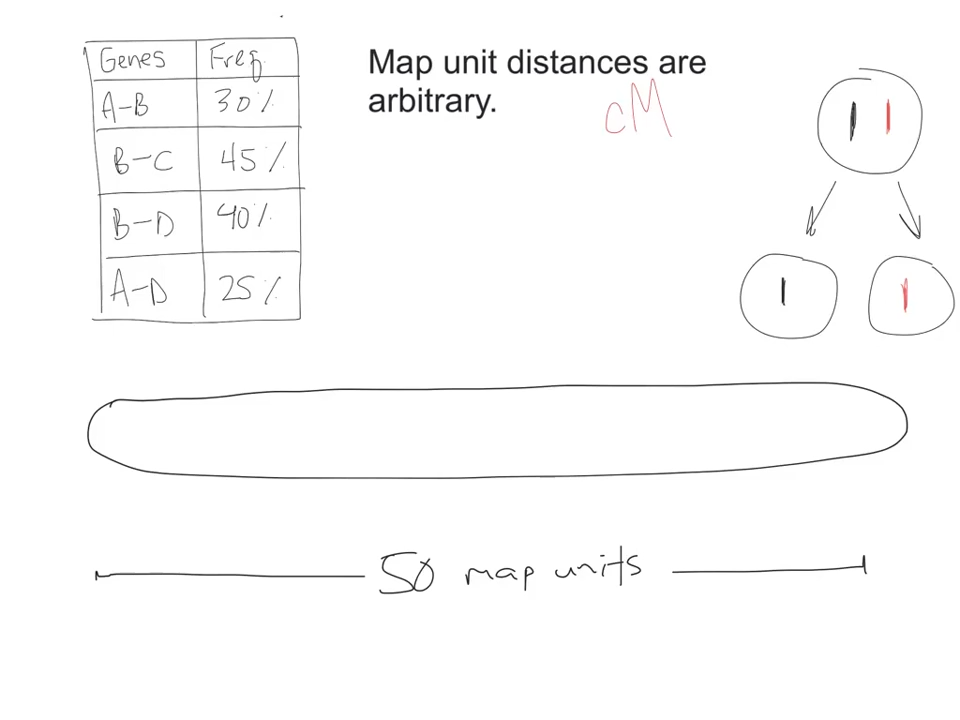 Genes Freq.
A-B 30%
B-C 45%
B-D 40%
A-D 25%
Map unit distances are
arbitrary.
cM
50 map units